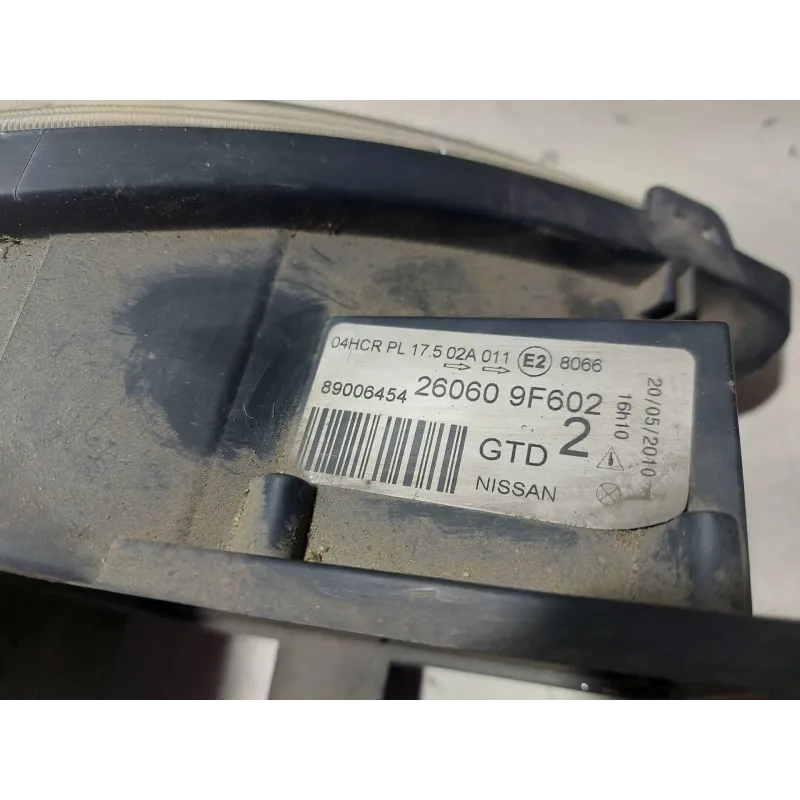 04HCR PL 17.5 02A 011 E2 8066
89006454 26060 9F602
GTD 2
NISSAN
20/05/2010
16h10